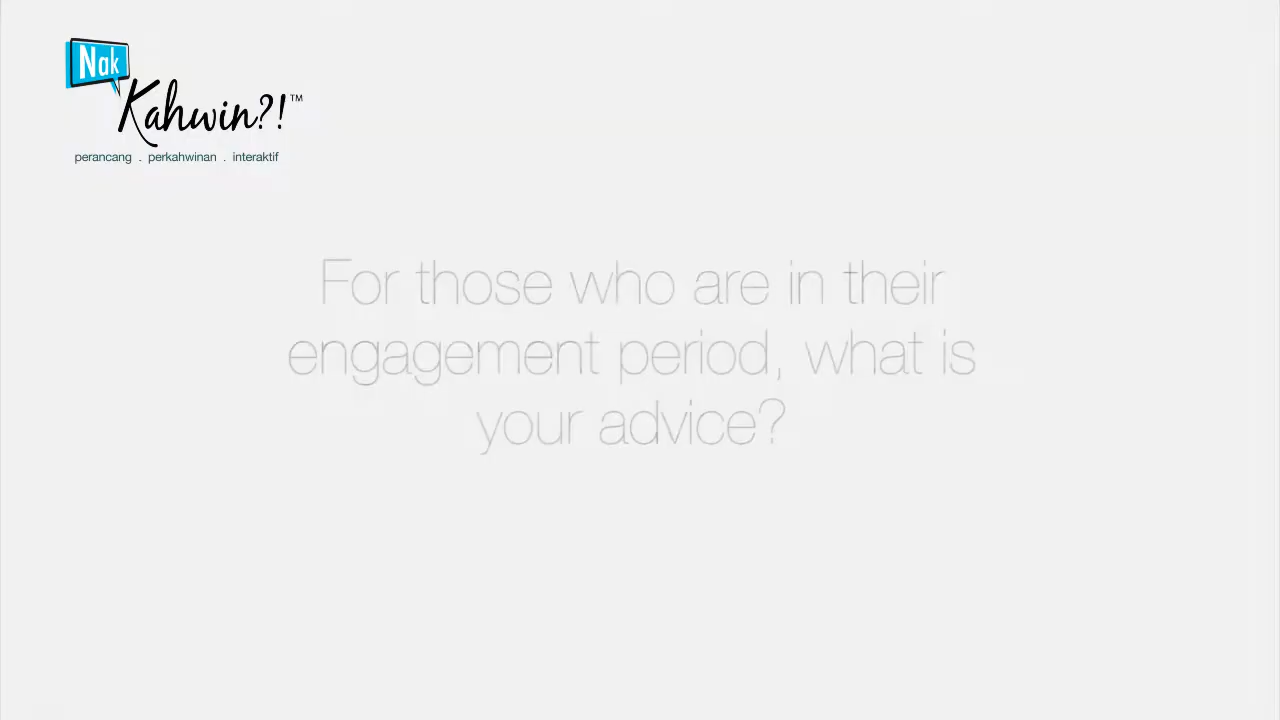 Nak
Kahwin?!™
perancang . perkahwinan . interaktif
For those who are in their
engagement period, what is
your advice?